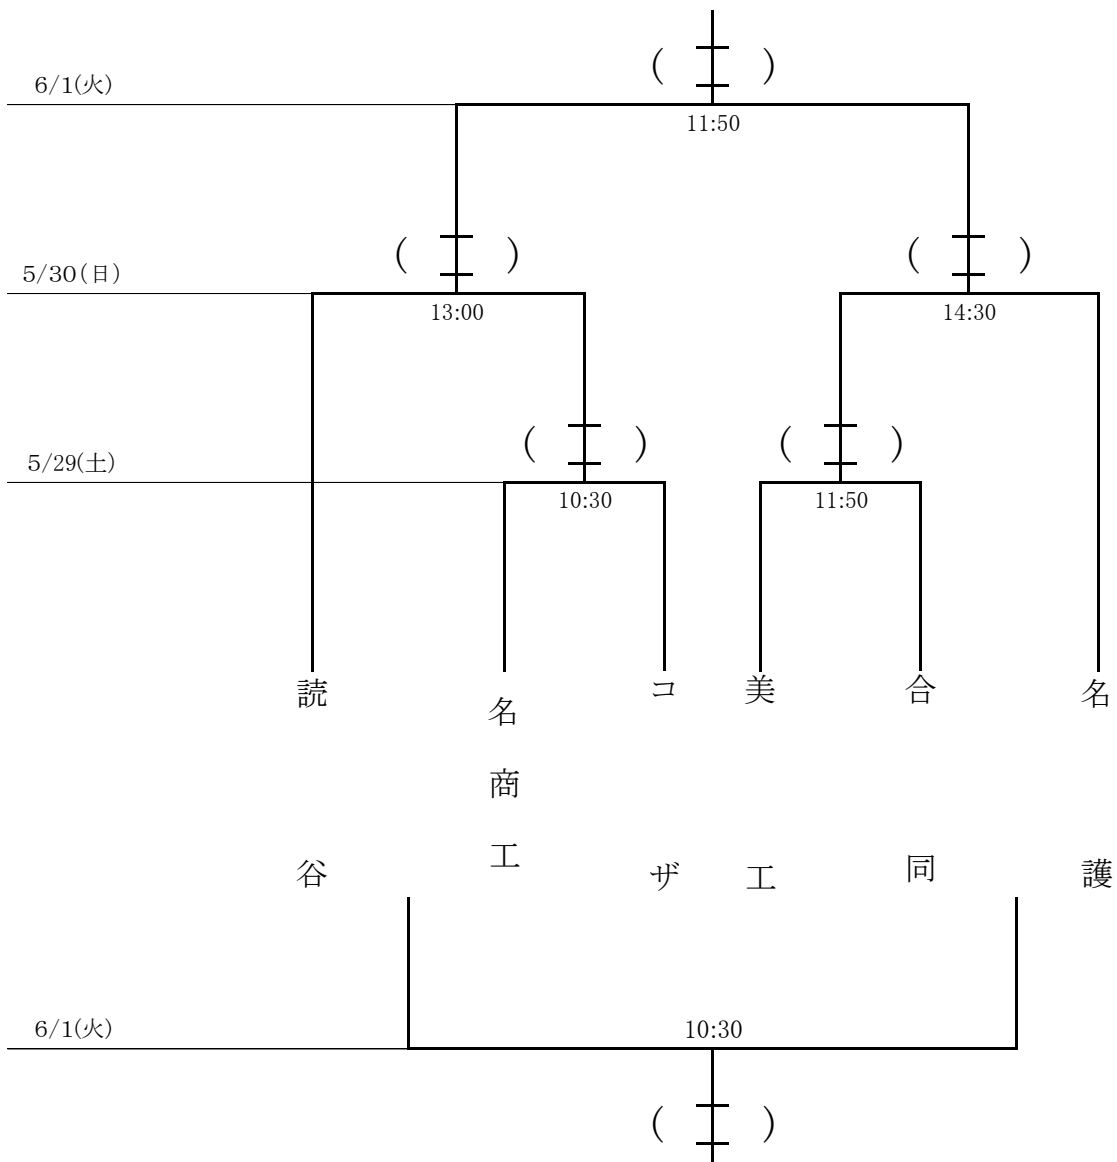 ( )
6/1(火)
11:50
( ) ( )
5/30(日)
13:00 14:30
( ) ( )
5/29(土)
10:30 11:50
読谷
名商工
コザ
美工
合同
名護
6/1(火)
10:30
( )